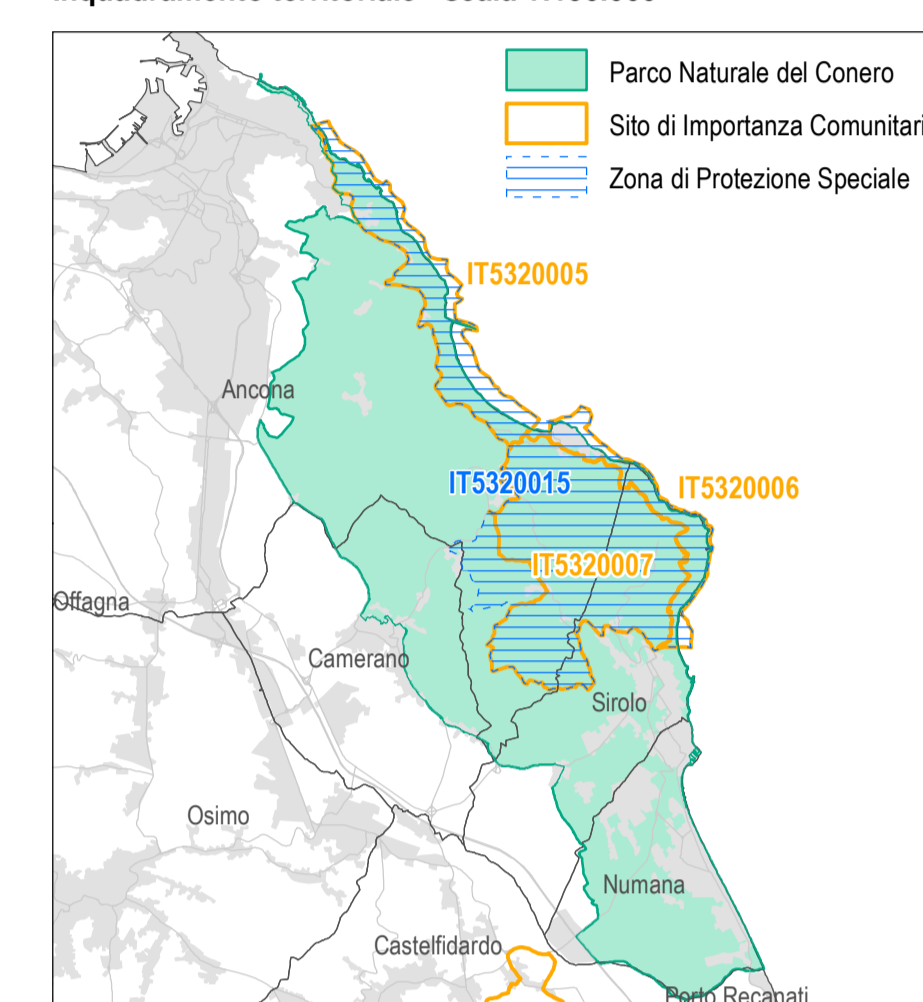 Parco Naturale del Conero
Sito di Importanza Comunitari
Zona di Protezione Speciale
IT5320005
Ancona
IT5320015
IT5320006
IT5320007
Offagna
Camerano
Sirolo
Osimo
Numana
Castelfidardo
Porto Recanati